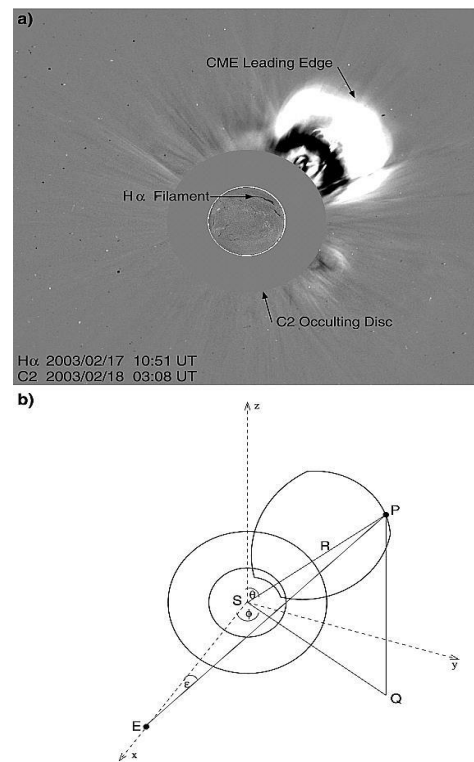 a)
CME Leading Edge
Hα Filament
C2 Occulting Disc
Hα 2003/02/17 10:51 UT
C2 2003/02/18 03:08 UT
b)
z
P
R
θ
S
ϕ
y
ε
Q
E
x